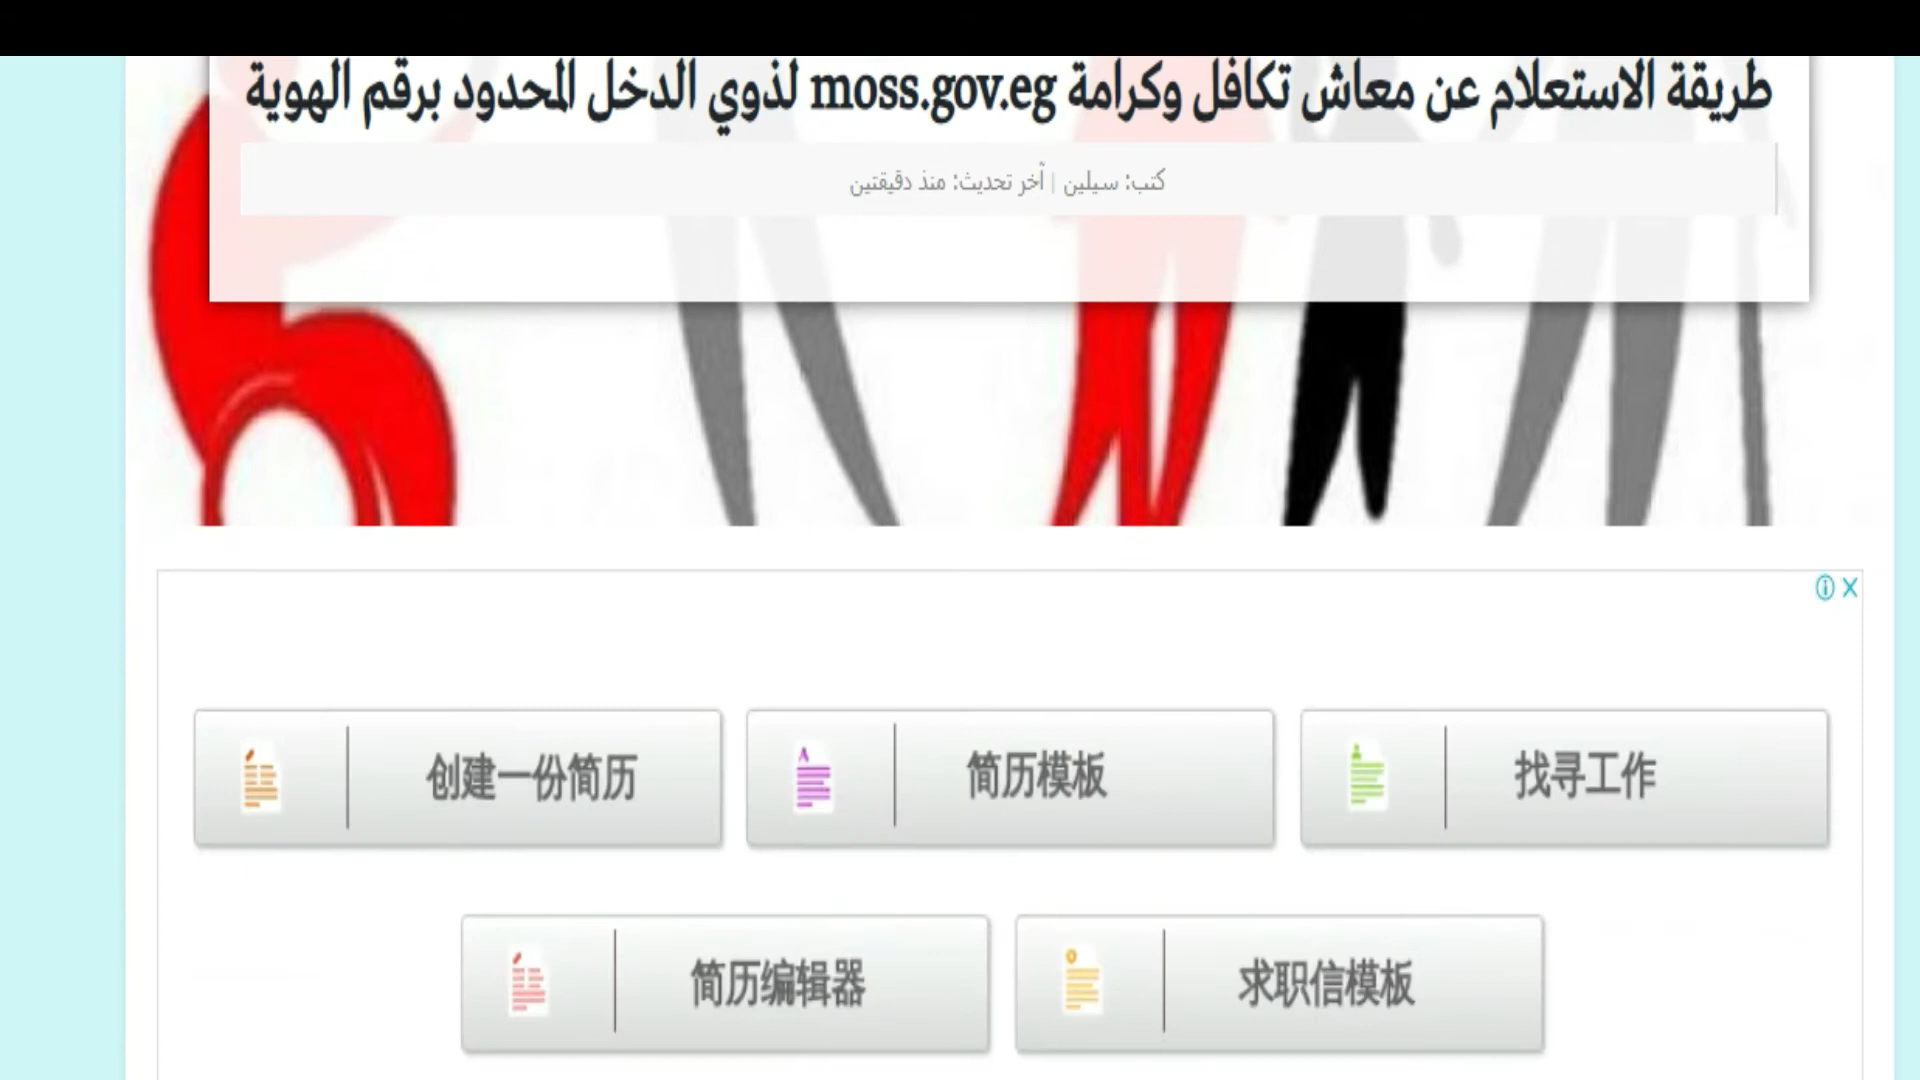 طريقة الاستعلام عن معاش تكافل وكرامة moss.gov.eg لذوي الدخل المحدود برقم الهوية
كتب: سيلين | آخر تحديث: منذ دقيقتين
创建一份简历
简历模板
找寻工作
简历编辑器
求职信模板